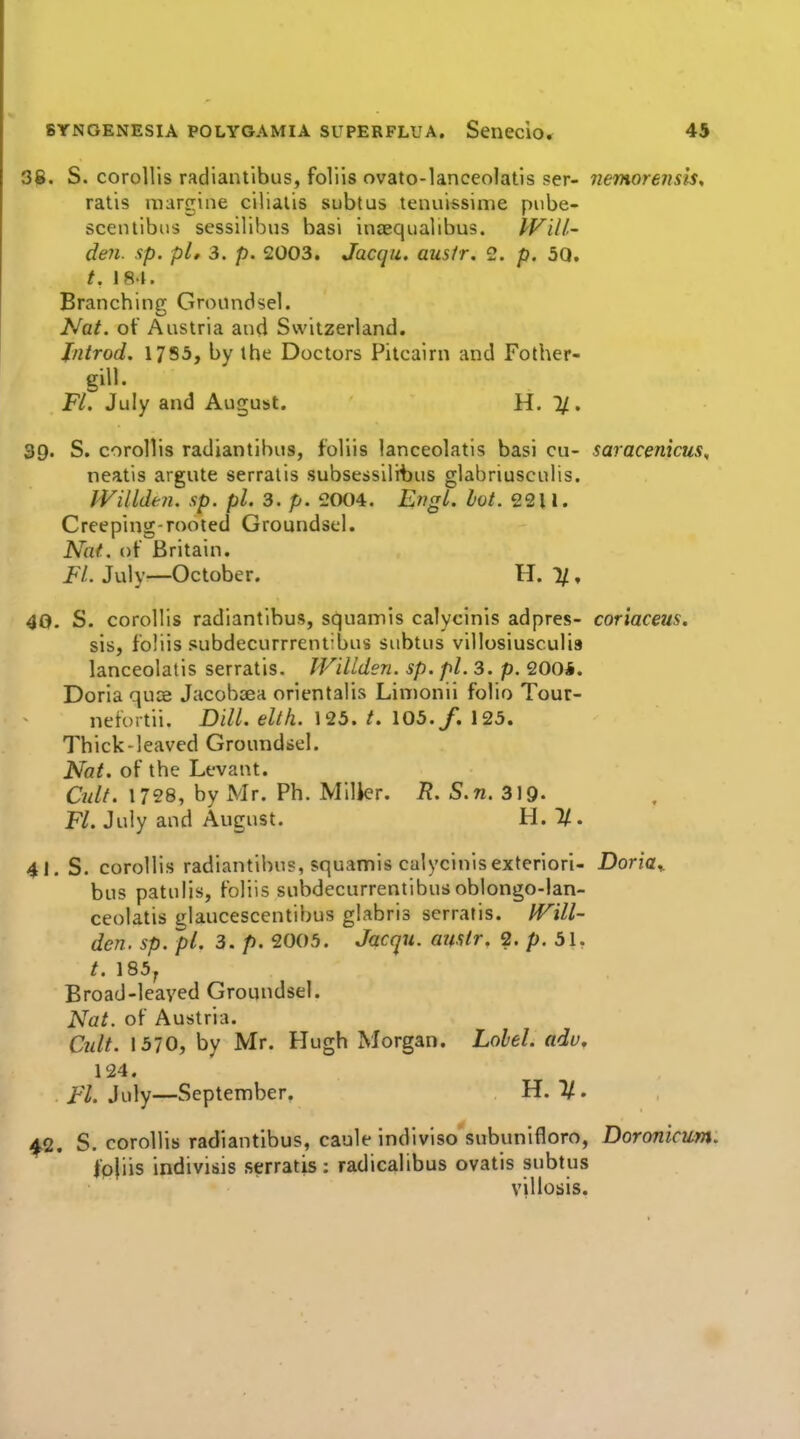 SYNGENESIA POLYGAMIA SUPERFLUA. Senecio. 45
38. S. corollis radiantibus, foliis ovato-lanceolatis ser- nemorensis.
ratis margine ciliatis subtus tenuissime pube-
scentibus sessilibus basi inæqualibus. Will-
den. sp. pl. 3. p. 2003. Jacqu. austr. 2. p. 50.
t. 184.
Branching Groundsel.
Nat. of Austria and Switzerland.
Introd. 1785, by the Doctors Pitcairn and Fother-
gill.
Fl. July and August. H. ♃.
39. S. corollis radiantibus, foliis lanceolatis basi cu- saracenicus.
neatis argute serratis subsessilibus glabriusculis.
Willden. sp. pl. 3. p. 2004. Engl. bot. 2211.
Creeping-rooted Groundsel.
Nat. of Britain.
Fl. July—October. H. ♃.
40. S. corollis radiantibus, squamis calycinis adpres- coriaceus.
sis, foliis subdecurrrentibus subtus villosiusculis
lanceolatis serratis. Willden. sp. pl. 3. p. 2004.
Doria quæ Jacobæa orientalis Limonii folio Tour-
nefortii. Dill. elth. 125. t. 105. f. 125.
Thick-leaved Groundsel.
Nat. of the Levant.
Cult. 1728, by Mr. Ph. Miller. R. S. n. 319.
Fl. July and August. H. ♃.
41. S. corollis radiantibus, squamis calycinis exteriori- Doria.
bus patulis, foliis subdecurrentibus oblongo-lan-
ceolatis glaucescentibus glabris serratis. Will-
den. sp. pl. 3. p. 2005. Jacqu. austr. 2. p. 51.
t. 185.
Broad-leaved Groundsel.
Nat. of Austria.
Cult. 1570, by Mr. Hugh Morgan. Lobel. adv.
124.
Fl. July—September. H. ♃.
42. S. corollis radiantibus, caule indiviso subunifloro, Doronicum.
foliis indivisis serratis: radicalibus ovatis subtus
villosis.